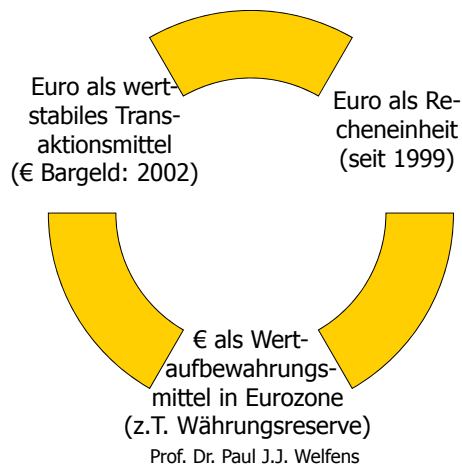 Euro als wert-
stabiles Trans-
aktionsmittel
(€ Bargeld: 2002)
Euro als Re-
cheneinheit
(seit 1999)
€ als Wert-
aufbewahrungs-
mittel in Eurozone
(z.T. Währungsreserve)
Prof. Dr. Paul J.J. Welfens